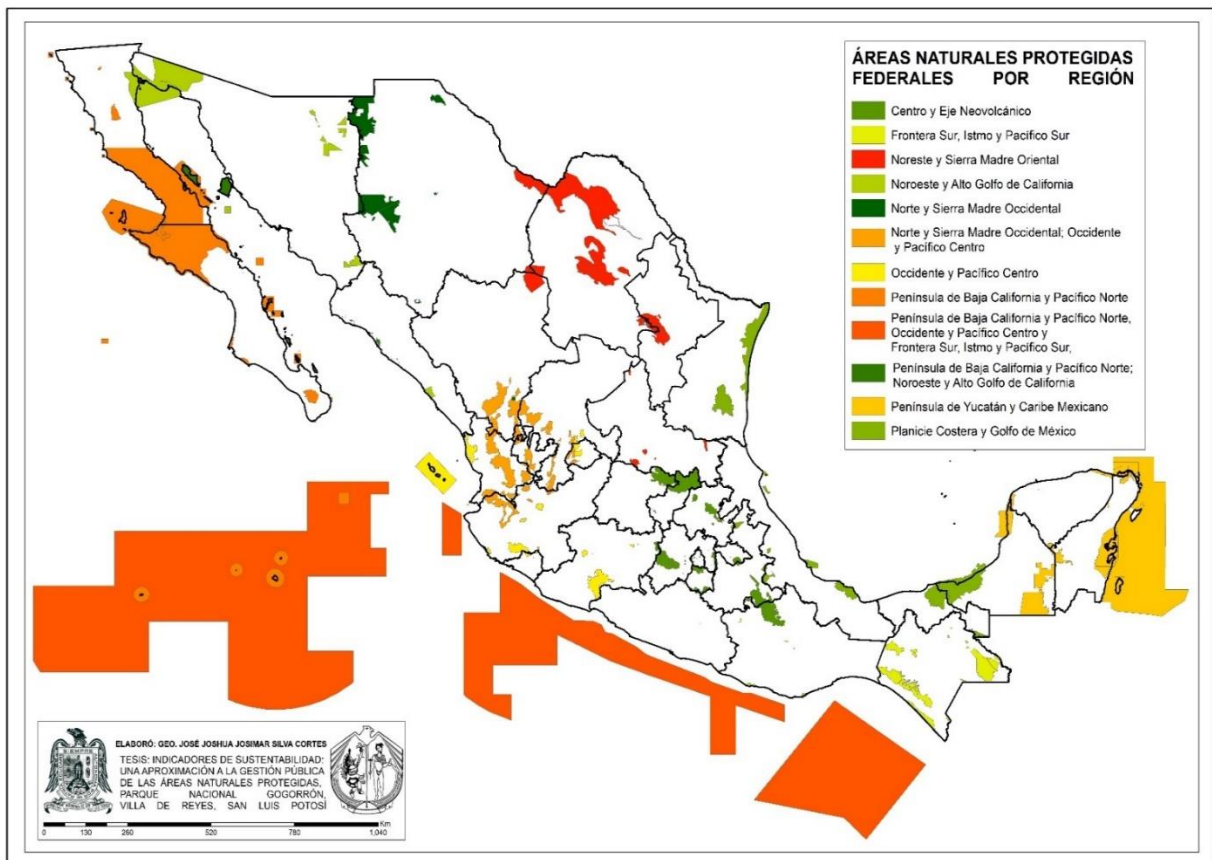 ÁREAS NATURALES PROTEGIDAS
FEDERALES POR REGIÓN
Centro y Eje Neovolcánico
Frontera Sur, Istmo y Pacífico Sur
Noreste y Sierra Madre Oriental
Noroeste y Alto Golfo de California
Norte y Sierra Madre Occidental
Norte y Sierra Madre Occidental; Occidente
y Pacífico Centro
Occidente y Pacífico Centro
Península de Baja California y Pacífico Norte
Península de Baja California y Pacífico Norte,
Occidente y Pacífico Centro y
Frontera Sur, Istmo y Pacífico Sur,
Península de Baja California y Pacífico Norte;
Noroeste y Alto Golfo de California
Península de Yucatán y Caribe Mexicano
Planicie Costera y Golfo de México
ELABORÓ: GEO. JOSÉ JOSHUA JOSIMAR SILVA CORTES
TESIS: INDICADORES DE SUSTENTABILIDAD:
UNA APROXIMACIÓN A LA GESTIÓN PÚBLICA
DE LAS ÁREAS NATURALES PROTEGIDAS,
PARQUE NACIONAL GOGORRÓN,
VILLA DE REYES, SAN LUIS POTOSÍ
SIEMPRE
Km
0 130 260 520 780 1,040